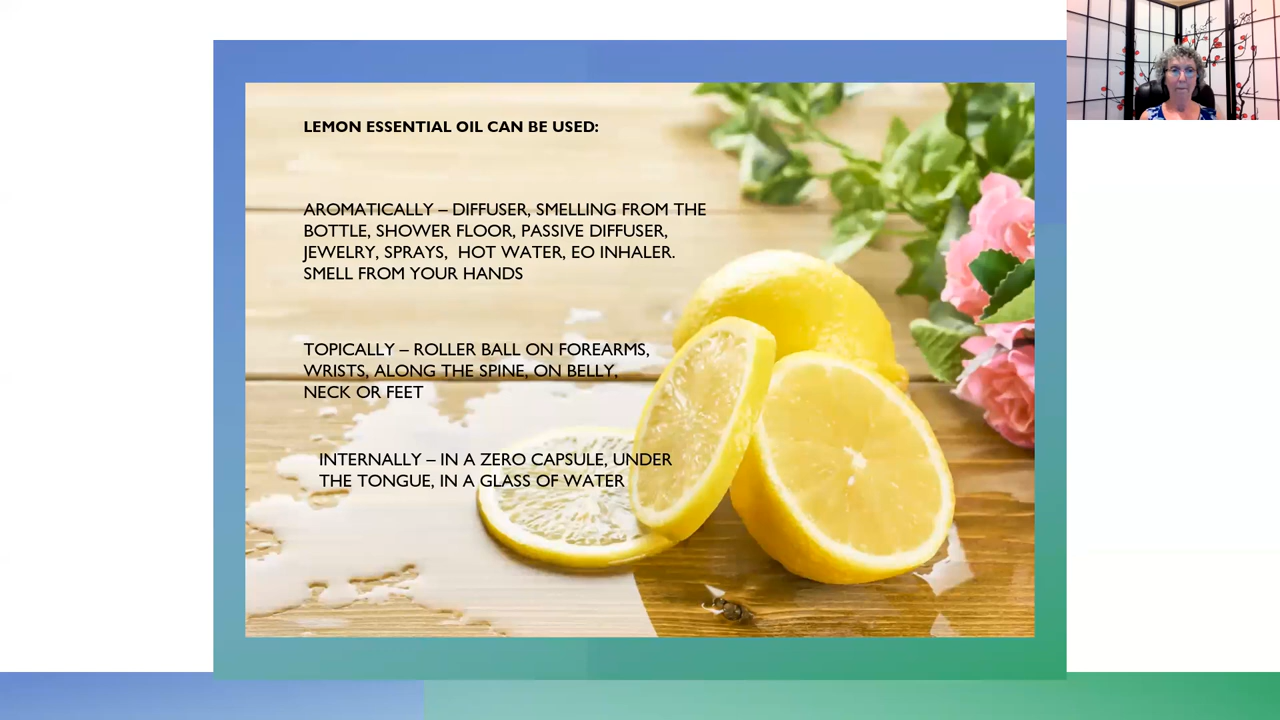 LEMON ESSENTIAL OIL CAN BE USED:
AROMATICALLY – DIFFUSER, SMELLING FROM THE
BOTTLE, SHOWER FLOOR, PASSIVE DIFFUSER,
JEWELRY, SPRAYS,  HOT WATER, EO INHALER.
SMELL FROM YOUR HANDS
TOPICALLY – ROLLER BALL ON FOREARMS,
WRISTS, ALONG THE SPINE, ON BELLY,
NECK OR FEET
INTERNALLY – IN A ZERO CAPSULE, UNDER
THE TONGUE, IN A GLASS OF WATER